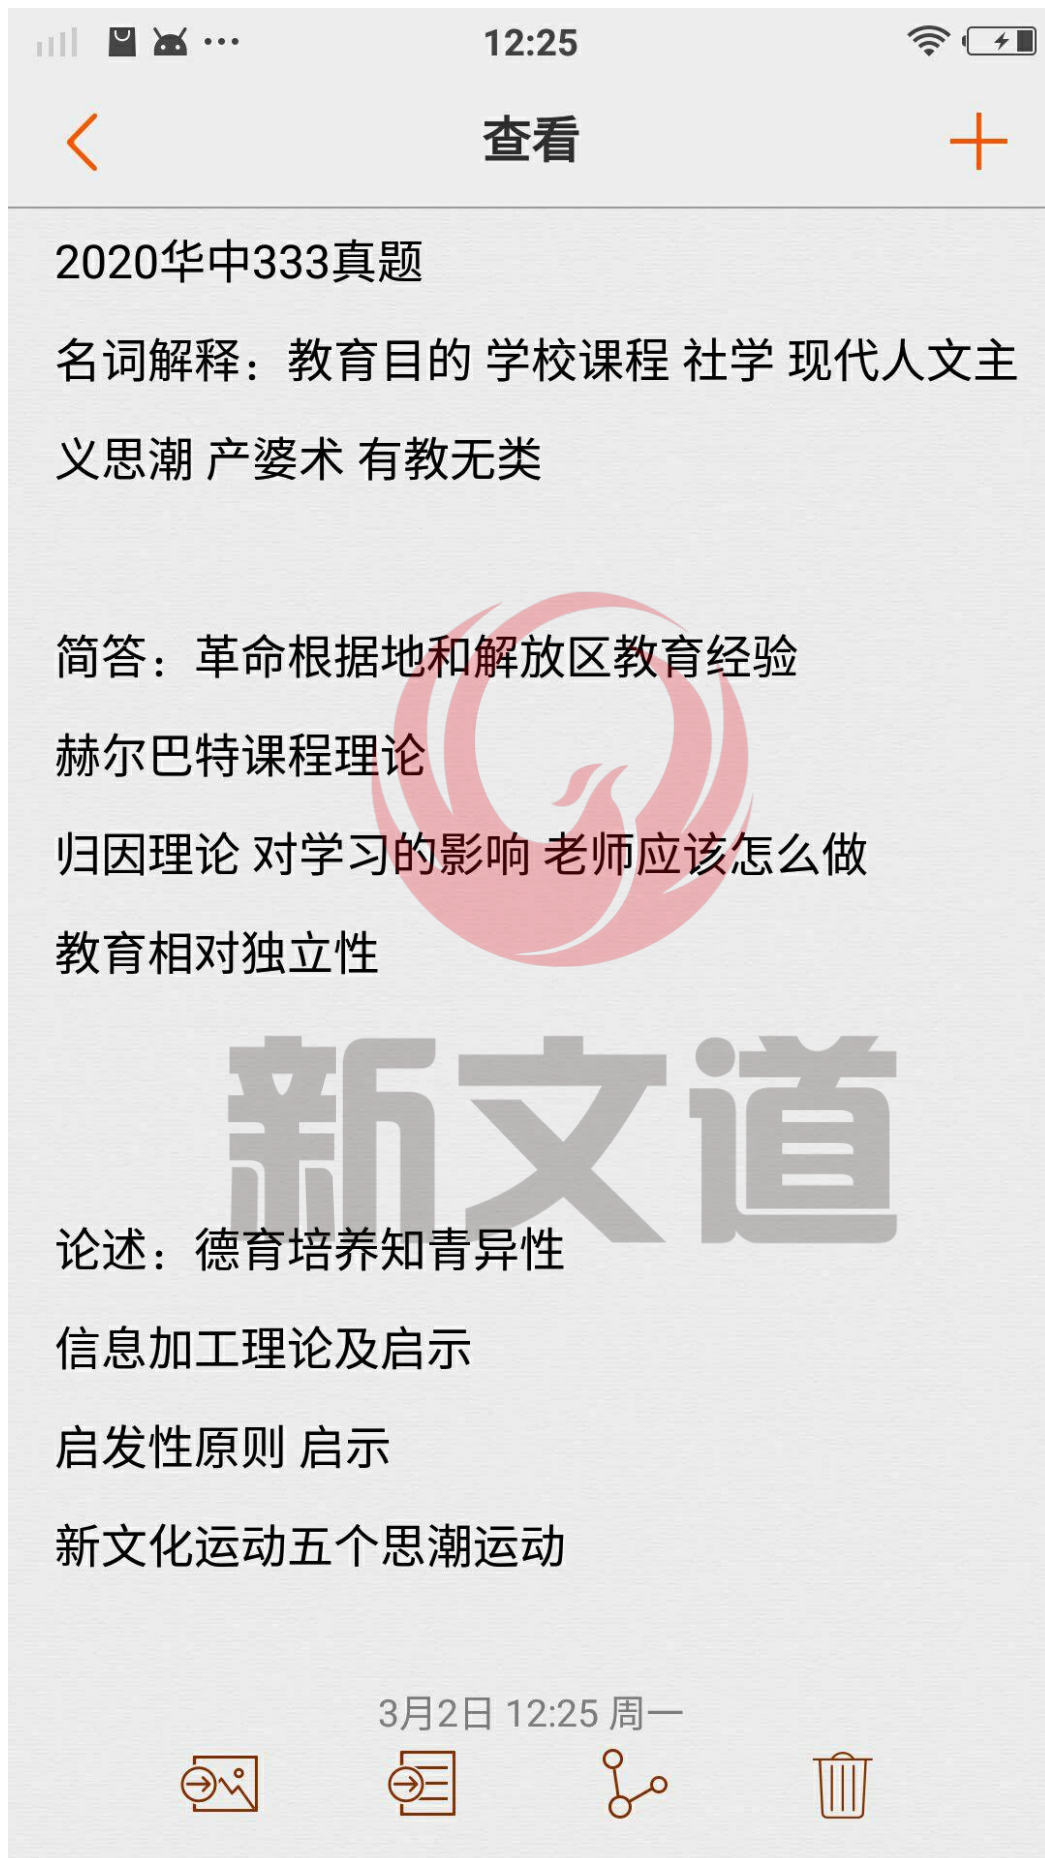 12:25
查看
2020华中333真题
名词解释：教育目的 学校课程 社学 现代人文主
义思潮 产婆术 有教无类
简答：革命根据地和解放区教育经验
赫尔巴特课程理论
归因理论 对学习的影响 老师应该怎么做
教育相对独立性
新文道
论述：德育培养知青异性
信息加工理论及启示
启发性原则 启示
新文化运动五个思潮运动
3月2日 12:25 周一